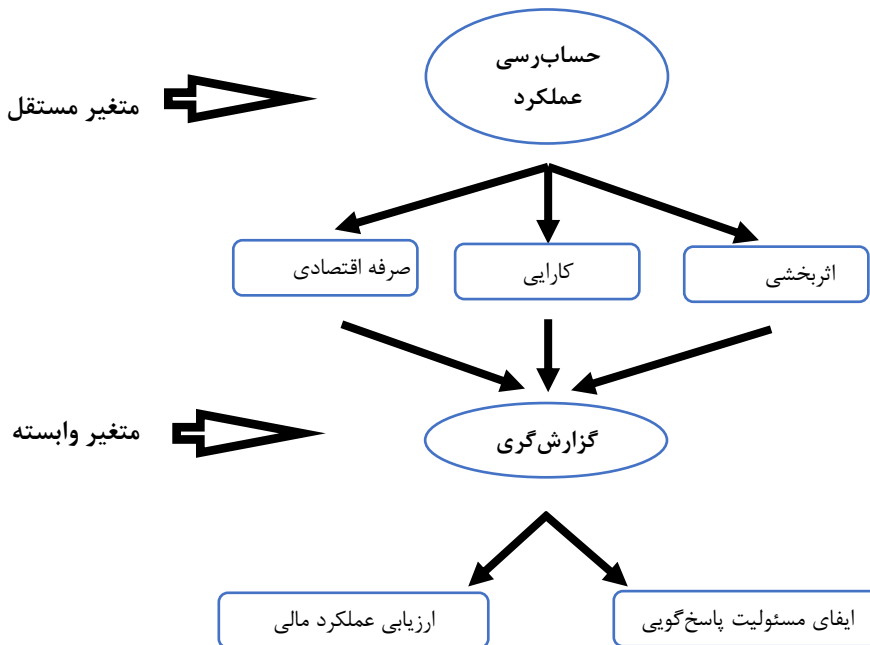 حساب‌رسی
عملکرد
متغیر مستقل
اثربخشی
کارایی
صرفه اقتصادی
گزارش‌گری
متغیر وابسته
ایفای مسئولیت پاسخ‌گویی
ارزیابی عملکرد مالی